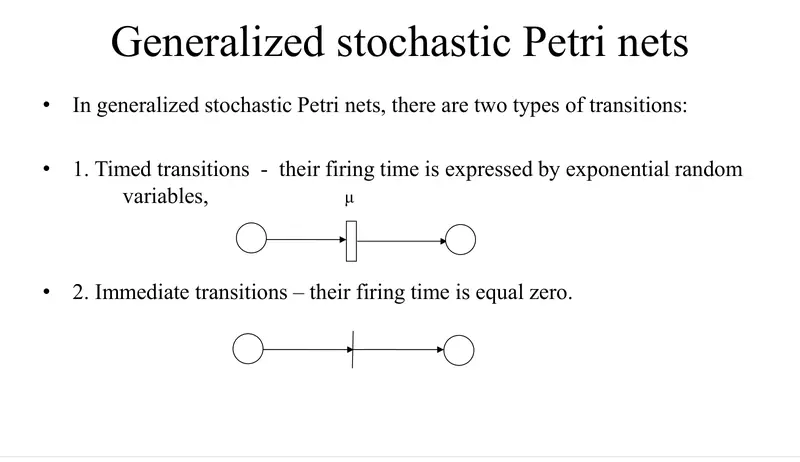 Generalized stochastic Petri nets
• In generalized stochastic Petri nets, there are two types of transitions:
• 1. Timed transitions - their firing time is expressed by exponential random
variables,
μ
• 2. Immediate transitions – their firing time is equal zero.